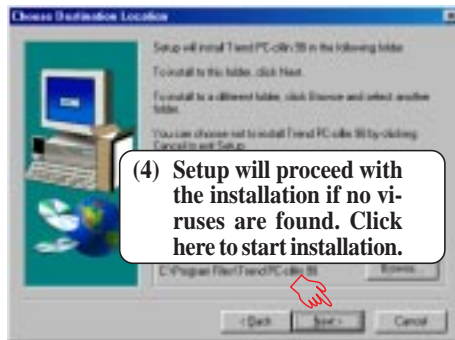 Choose Destination Location
Setup will install Trend PC-cillin 98 in the following folder.
To install to this folder, click Next.
To install to a different folder, click Browse and select another
folder.
You can choose not to install Trend PC-cillin 98 by clicking
Cancel to exit Setup.
(4) Setup will proceed with
the installation if no vi-
ruses are found. Click
here to start installation.
C:\Program Files\Trend PC-cillin 98
Browse...
< Back
Next >
Cancel